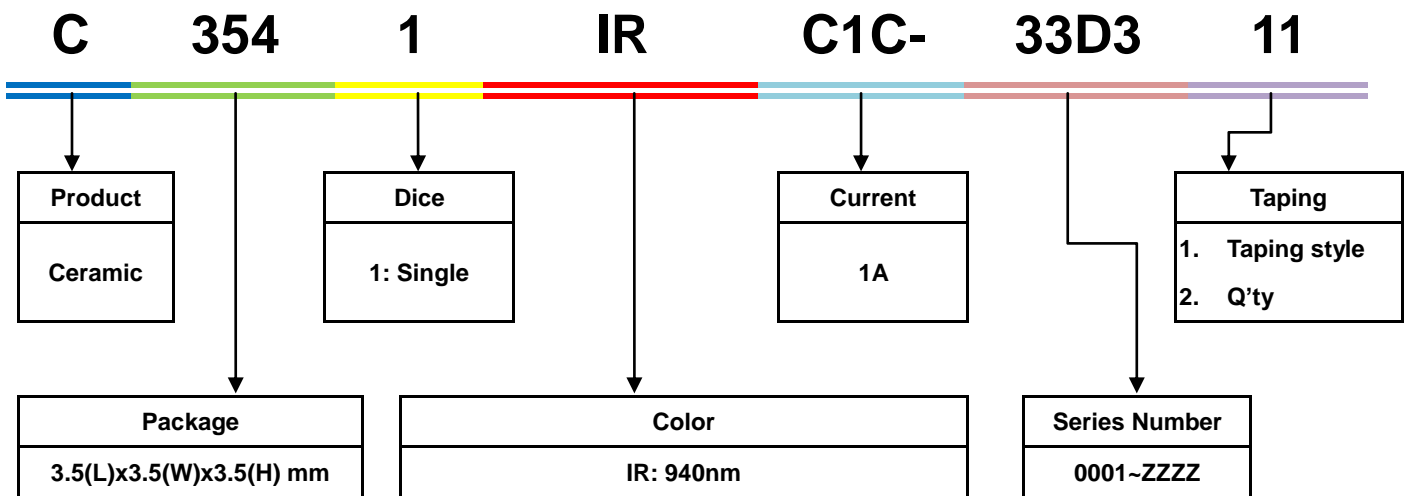 C 354 1 IR C1C- 33D3 11
Product
Ceramic
Dice
1: Single
Current
1A
Taping
1. Taping style
2. Q’ty
Package
3.5(L)x3.5(W)x3.5(H) mm
Color
IR: 940nm
Series Number
0001~ZZZZ